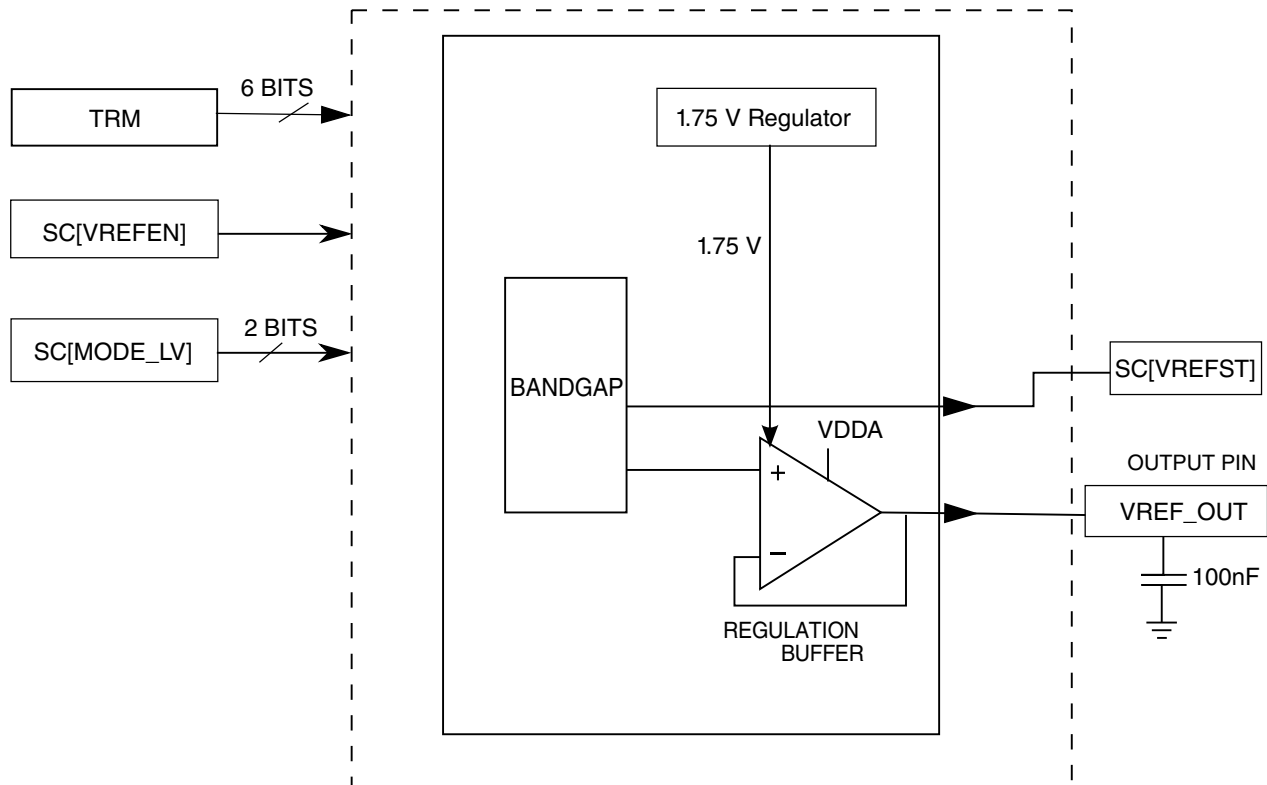 6 BITS
TRM
1.75 V Regulator
SC[VREFEN]
1.75 V
2 BITS
SC[MODE_LV]
SC[VREFST]
BANDGAP
VDDA
OUTPUT PIN
+
VREF_OUT
–
100nF
REGULATION
BUFFER